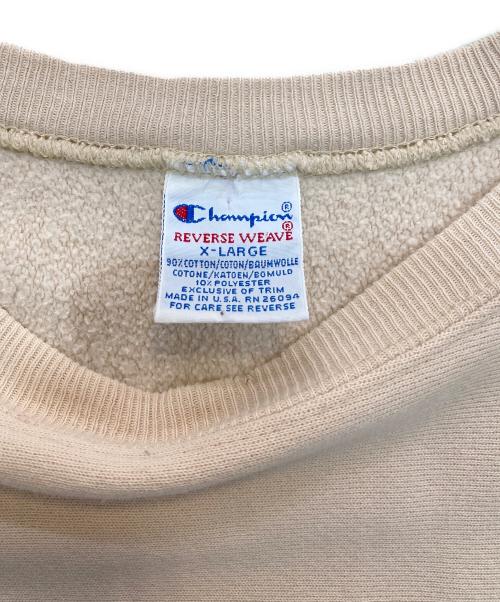 Champion®
REVERSE WEAVE®
X-LARGE
90% COTTON/COTON/BAUMWOLLE
COTONE/KATOEN/BOMULD
10% POLYESTER
EXCLUSIVE OF TRIM
MADE IN U.S.A. RN 26094
FOR CARE SEE REVERSE